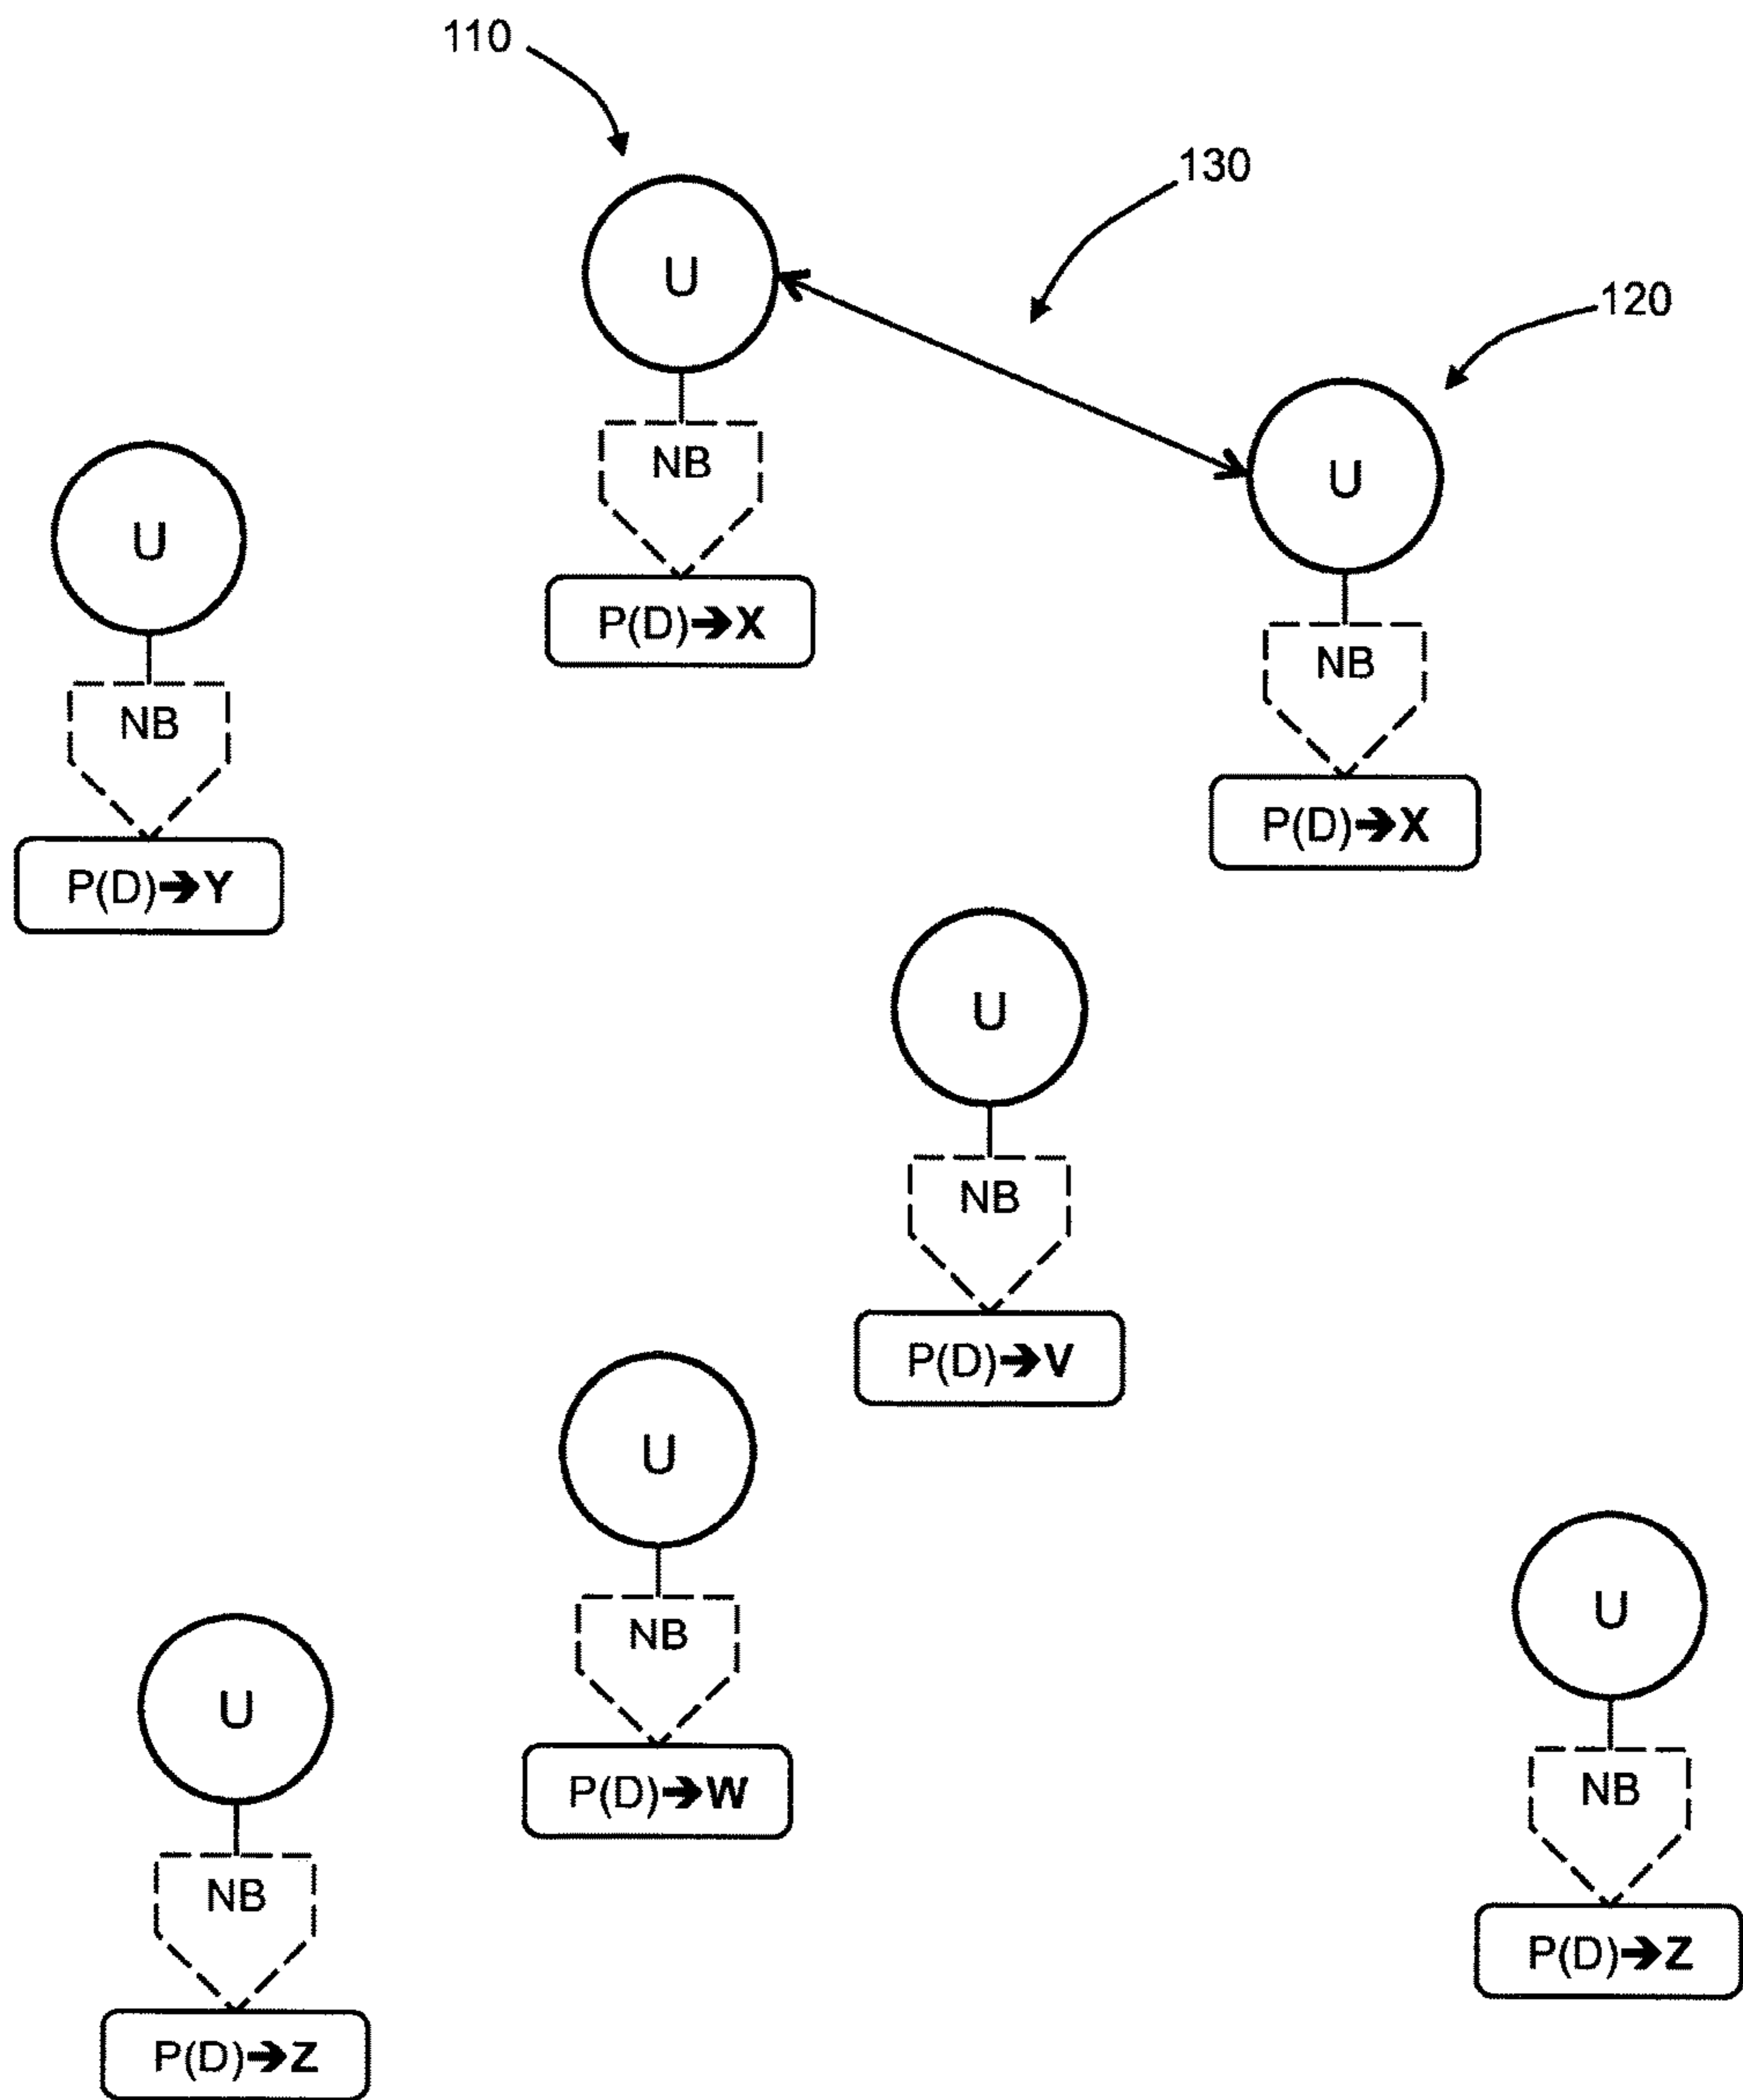 110
130
120
U
NB
P(D)➔X
U
NB
P(D)➔X
U
NB
P(D)➔Y
U
NB
P(D)➔V
U
NB
P(D)➔W
U
NB
P(D)➔Z
U
NB
P(D)➔Z